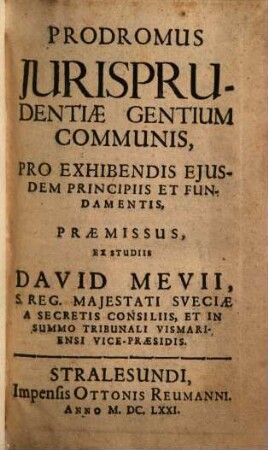 PRODROMUS
JURISPRU-
DENTIÆ GENTIUM
COMMUNIS,
PRO EXHIBENDIS EJUS-
DEM PRINCIPIIS ET FUN-
DAMENTIS,
PRÆMISSUS,
EX STUDIIS
DAVID MEVII,
S. REG. MAJESTATI SVECIÆ
A SECRETIS CONSILIIS, ET IN
SUMMO TRIBUNALI VISMARI-
ENSI VICE-PRÆSIDIS.
STRALESUNDI,
Impensis OTTONIS REUMANNI.
ANNO M. DC. LXXI.